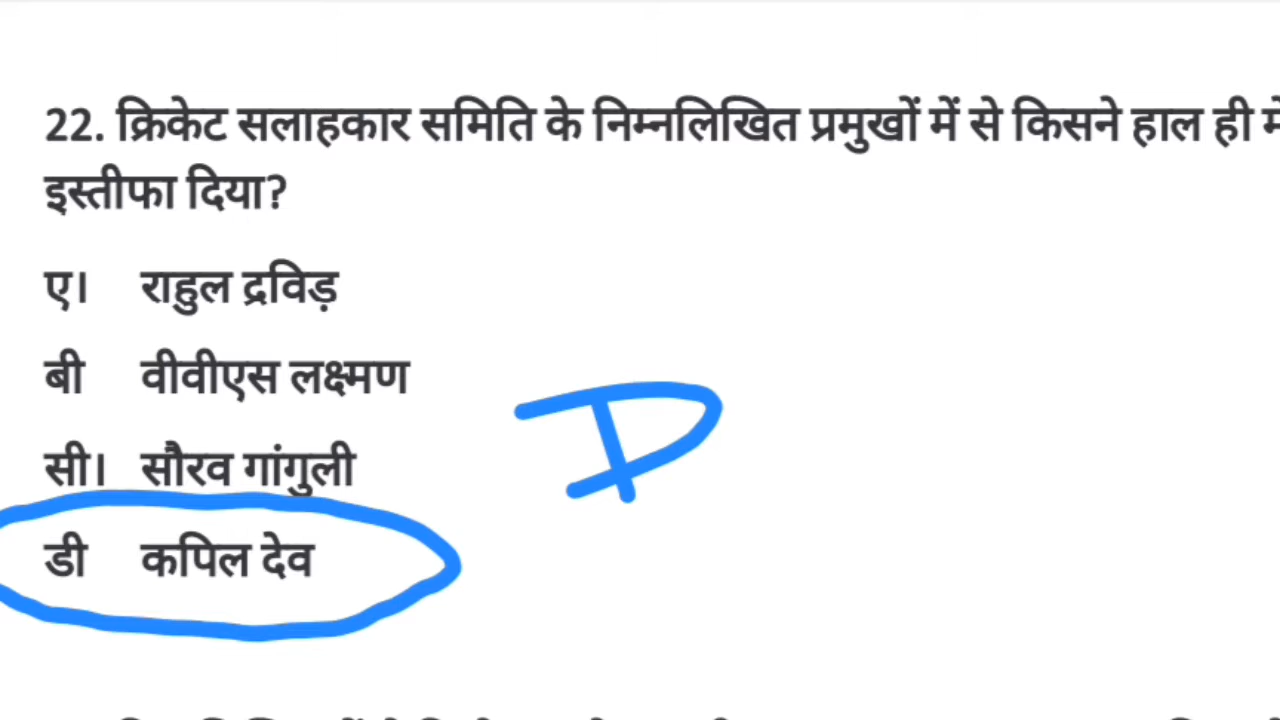 22. क्रिकेट सलाहकार समिति के निम्नलिखित प्रमुखों में से किसने हाल ही में
इस्तीफा दिया?
ए। राहुल द्रविड़
बी वीवीएस लक्ष्मण
सी। सौरव गांगुली
D
डी कपिल देव